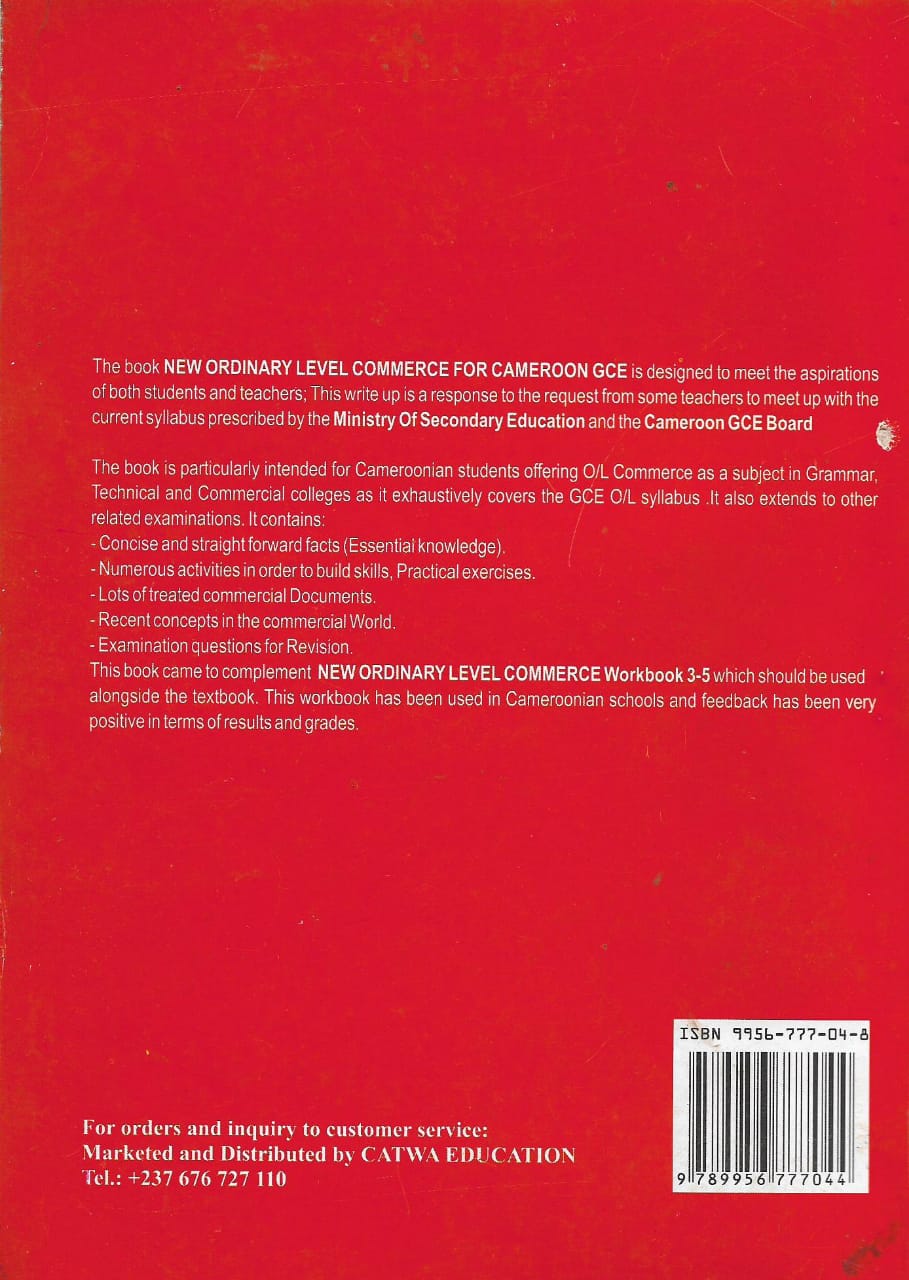 The book NEW ORDINARY LEVEL COMMERCE FOR CAMEROON GCE is designed to meet the aspirations
of both students and teachers; This write up is a response to the request from some teachers to meet up with the
current syllabus prescribed by the Ministry Of Secondary Education and the Cameroon GCE Board
The book is particularly intended for Cameroonian students offering O/L Commerce as a subject in Grammar,
Technical and Commercial colleges as it exhaustively covers the GCE O/L syllabus .It also extends to other
related examinations. It contains:
- Concise and straight forward facts (Essential knowledge).
- Numerous activities in order to build skills, Practical exercises.
- Lots of treated commercial Documents.
- Recent concepts in the commercial World.
- Examination questions for Revision.
This book came to complement NEW ORDINARY LEVEL COMMERCE Workbook 3-5 which should be used
alongside the textbook. This workbook has been used in Cameroonian schools and feedback has been very
positive in terms of results and grades.
ISBN 9956-777-04-8
9 789956 777044
For orders and inquiry to customer service:
Marketed and Distributed by CATWA EDUCATION
Tel.: +237 676 727 110